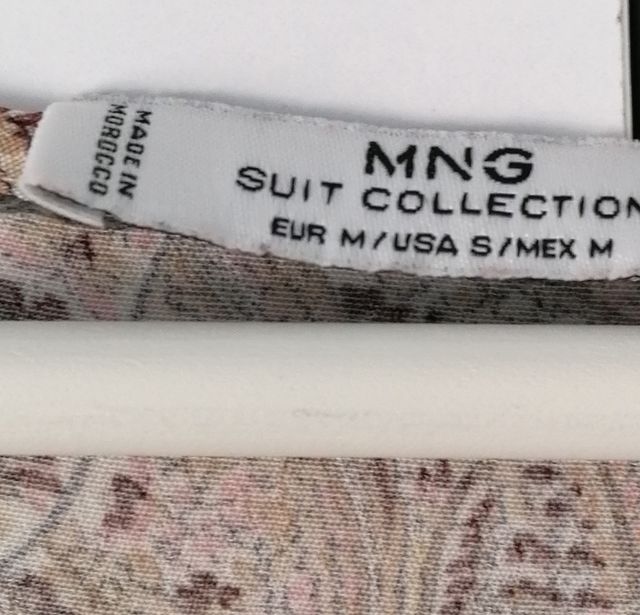 MADE IN
MOROCCO
MNG
SUIT COLLECTION
EUR M/USA S/MEX M